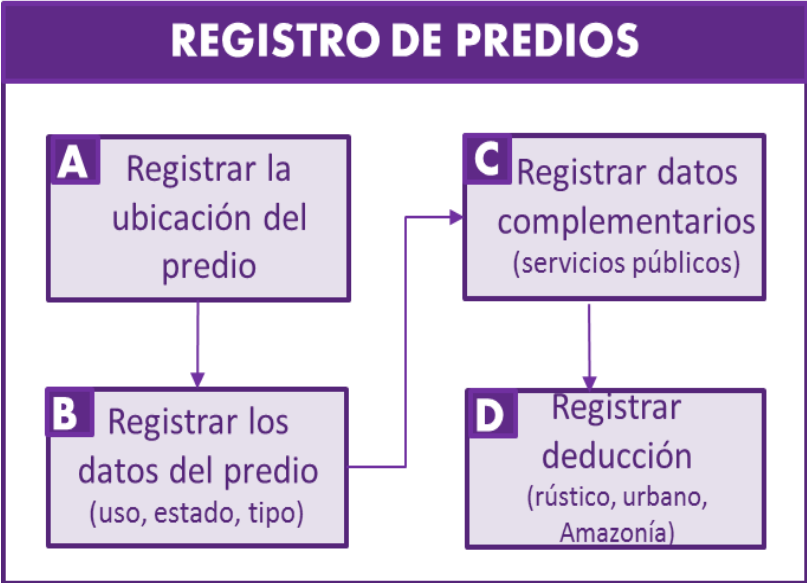 REGISTRO DE PREDIOS
A
Registrar la
ubicación del
predio
B
Registrar los
datos del predio
(uso, estado, tipo)
C
Registrar datos
complementarios
(servicios públicos)
D
Registrar
deducción
(rústico, urbano,
Amazonía)